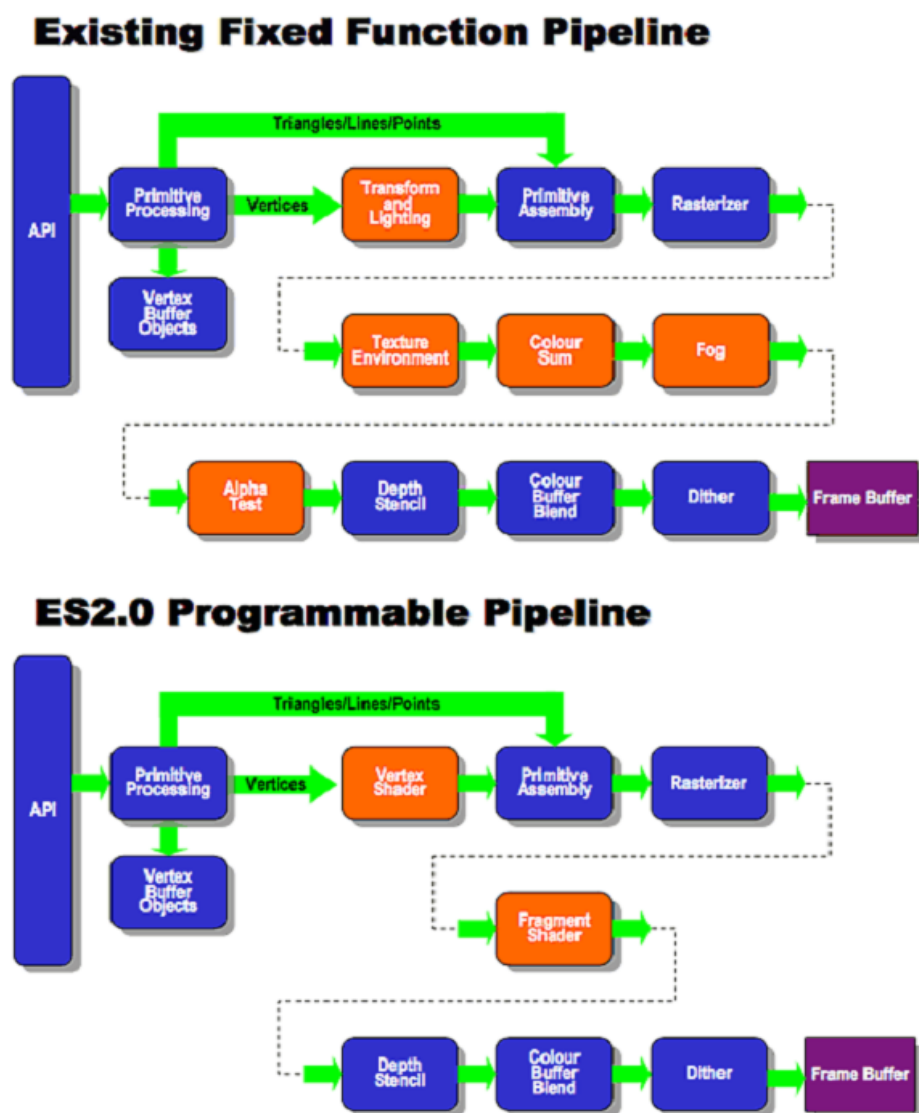 Existing Fixed Function Pipeline
Triangles/Lines/Points
API
Primitive
Processing
Vertices
Transform
and
Lighting
Primitive
Assembly
Rasterizer
Vertex
Buffer
Objects
Texture
Environment
Colour
Sum
Fog
Alpha
Test
Depth
Stencil
Colour
Buffer
Blend
Dither
Frame Buffer
ES2.0 Programmable Pipeline
Triangles/Lines/Points
API
Primitive
Processing
Vertices
Vertex
Shader
Primitive
Assembly
Rasterizer
Vertex
Buffer
Objects
Fragment
Shader
Depth
Stencil
Colour
Buffer
Blend
Dither
Frame Buffer